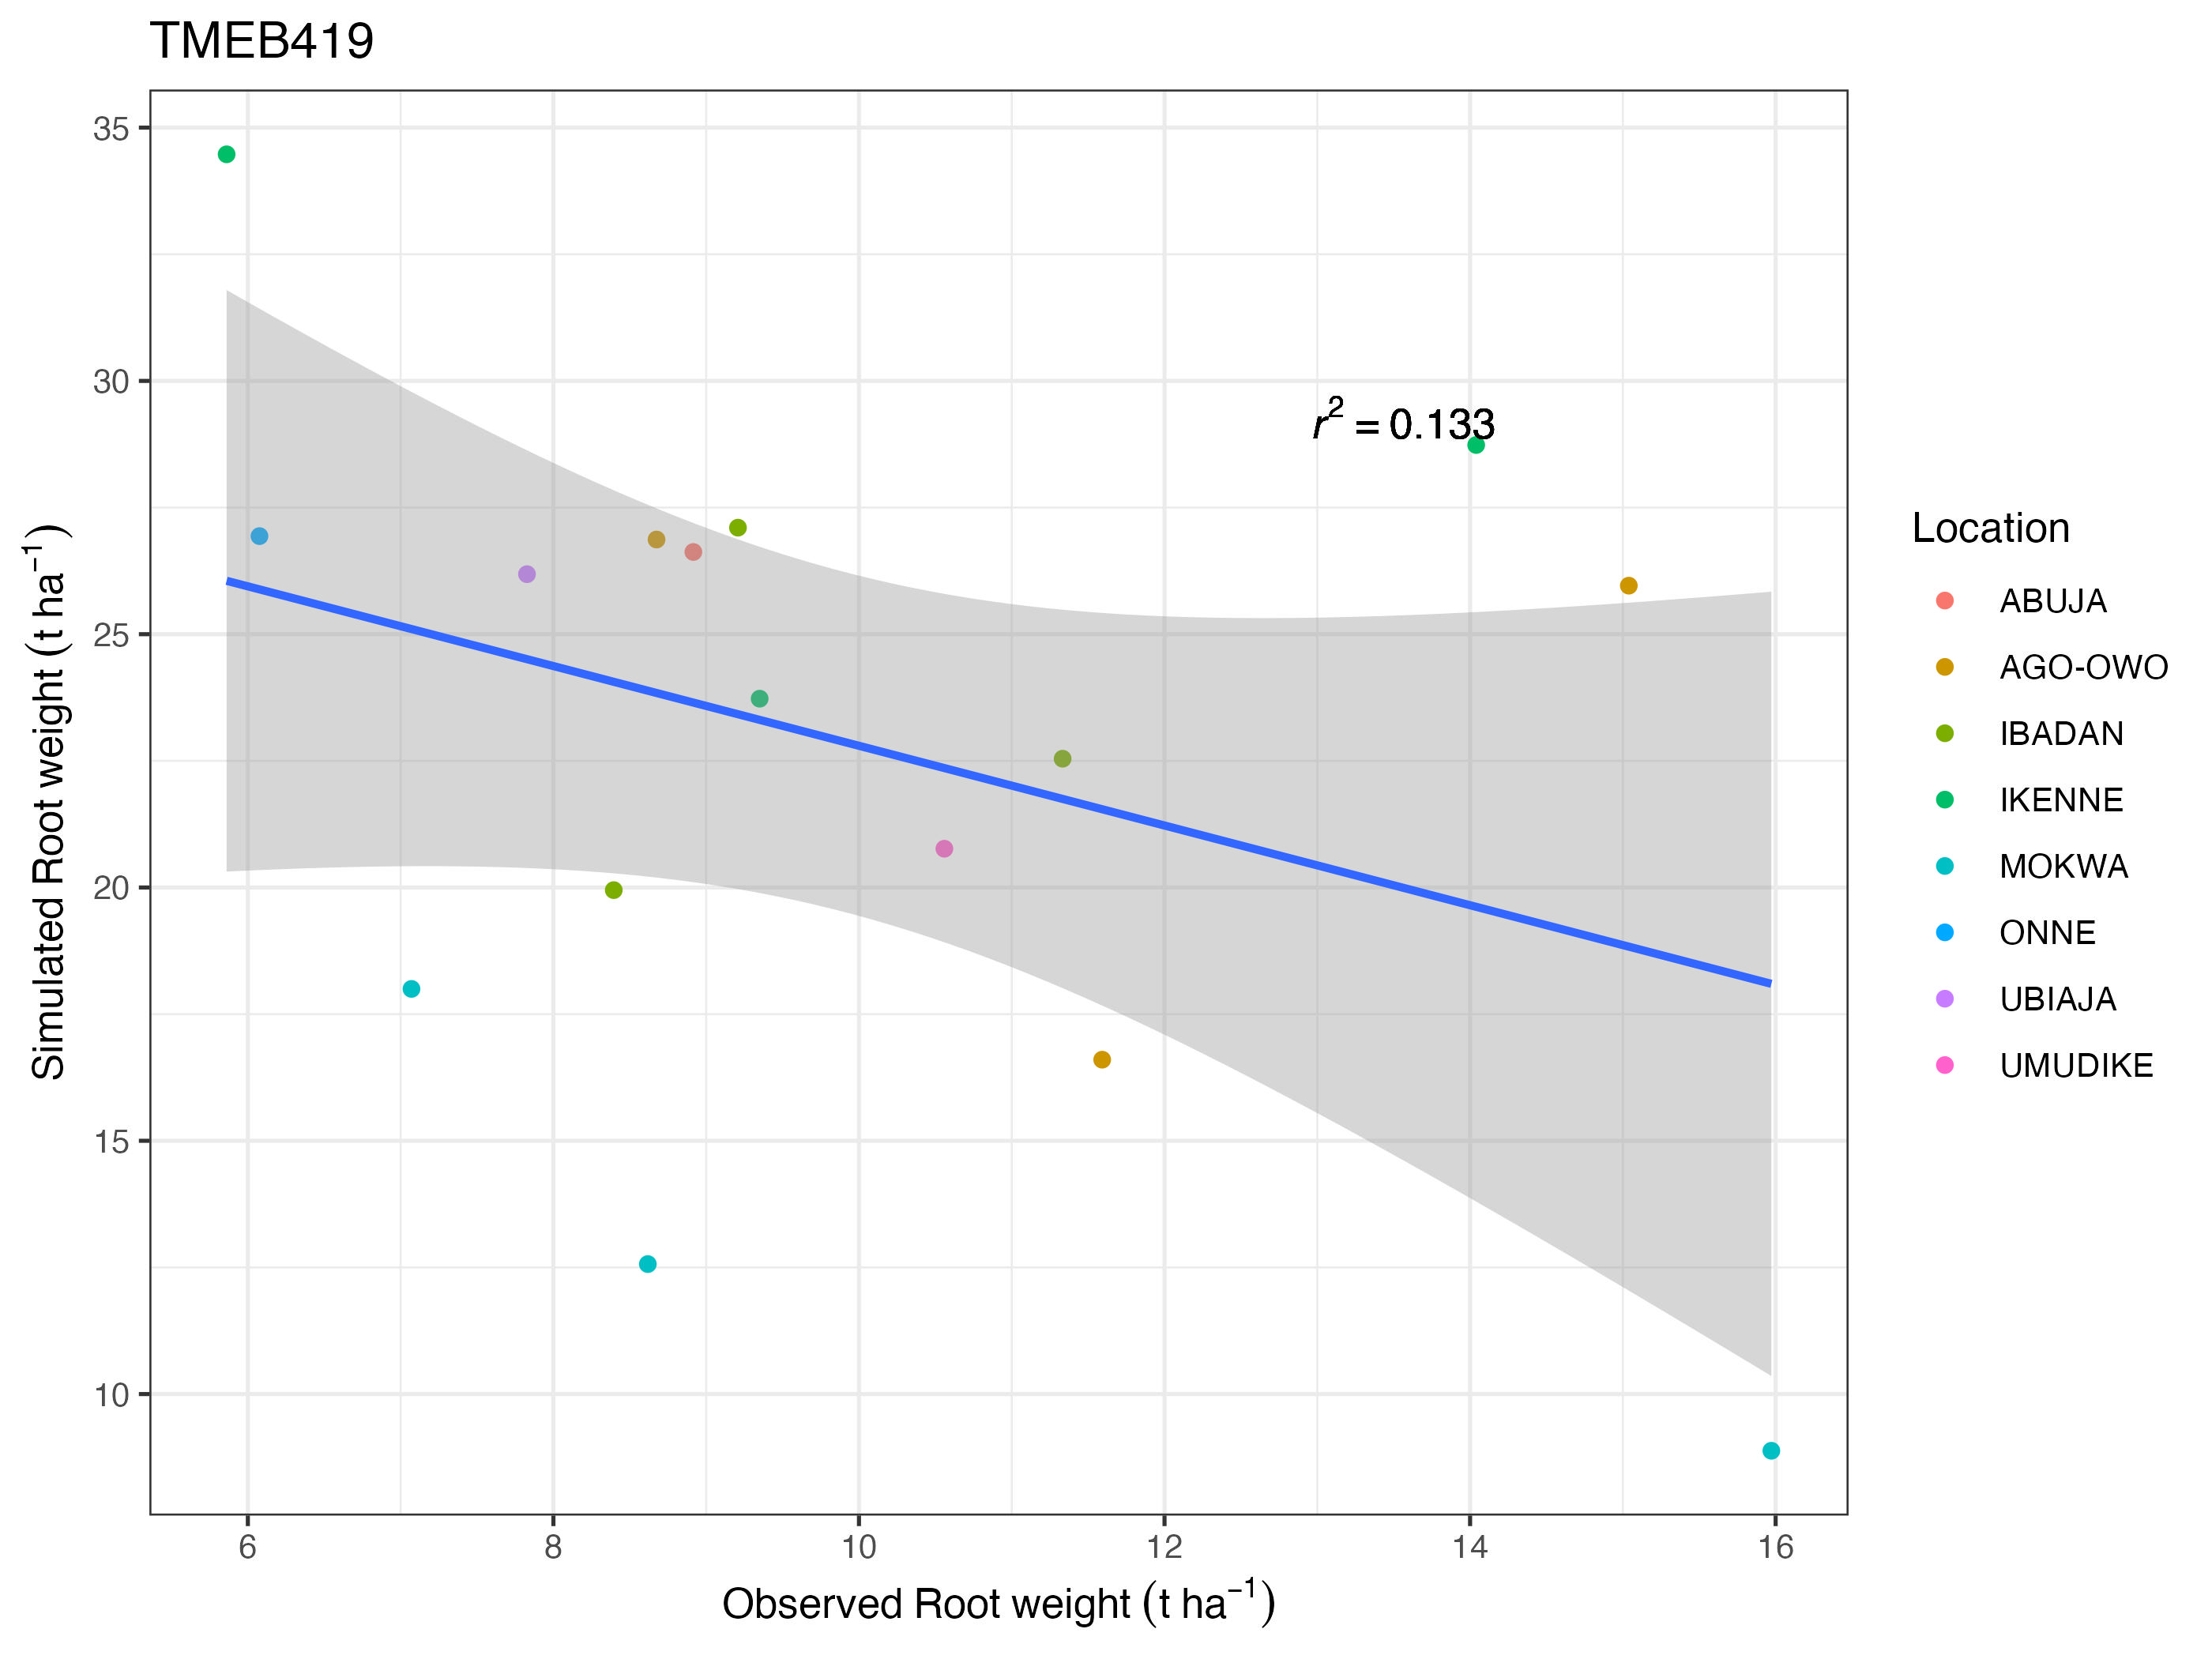 TMEB419
35
30
25
20
15
10
Simulated Root weight (t ha⁻¹)
r² = 0.133
6 8 10 12 14 16
Observed Root weight (t ha⁻¹)
Location
ABUJA
AGO-OWO
IBADAN
IKENNE
MOKWA
ONNE
UBIAJA
UMUDIKE